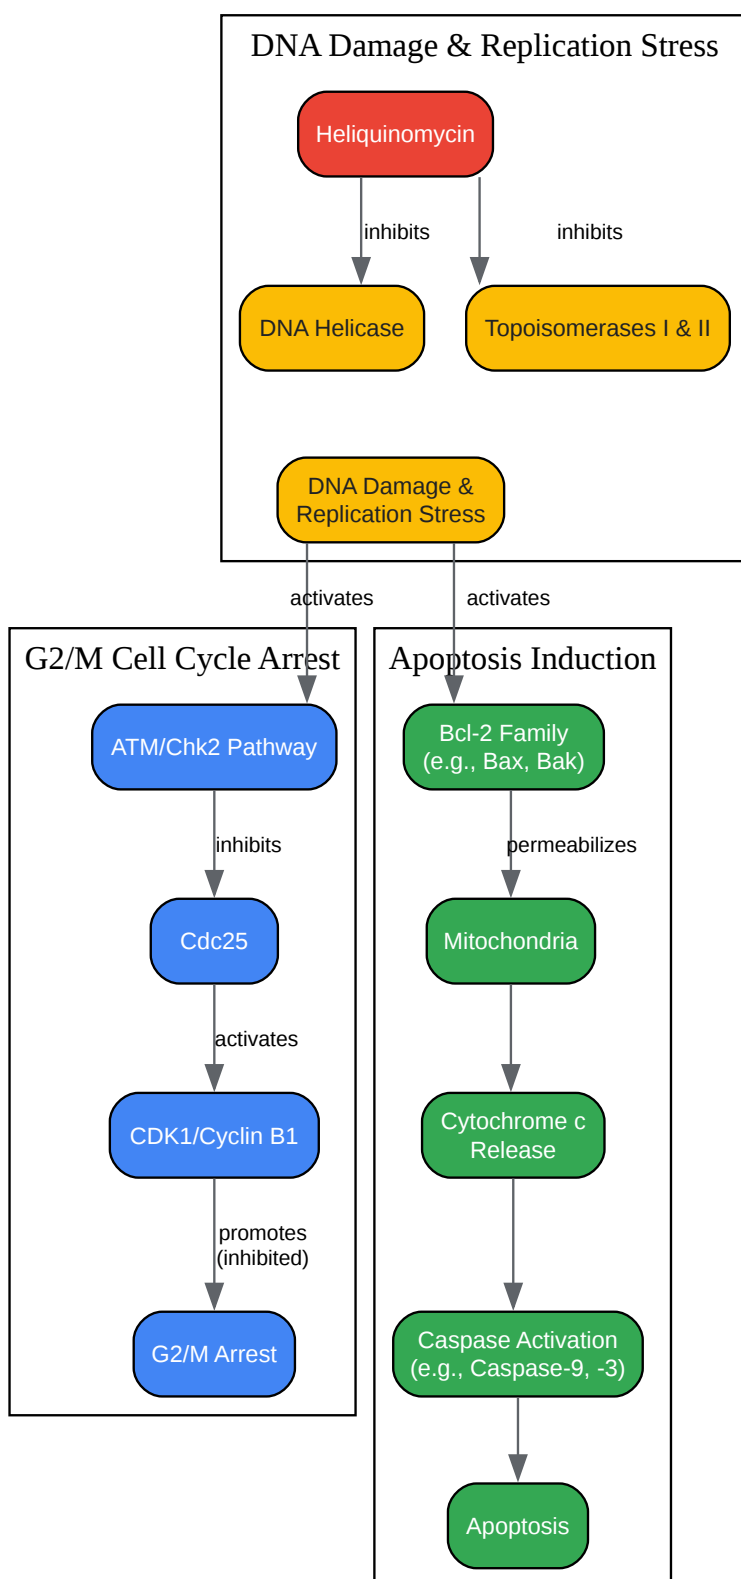 DNA Damage & Replication Stress
Heliquinomycin
inhibits
inhibits
DNA Helicase
Topoisomerases I & II
DNA Damage &
Replication Stress
activates
activates
G2/M Cell Cycle Arrest
Apoptosis Induction
ATM/Chk2 Pathway
Bcl-2 Family
(e.g., Bax, Bak)
inhibits
permeabilizes
Cdc25
Mitochondria
activates
CDK1/Cyclin B1
Cytochrome c
Release
promotes
(inhibited)
G2/M Arrest
Caspase Activation
(e.g., Caspase-9, -3)
Apoptosis